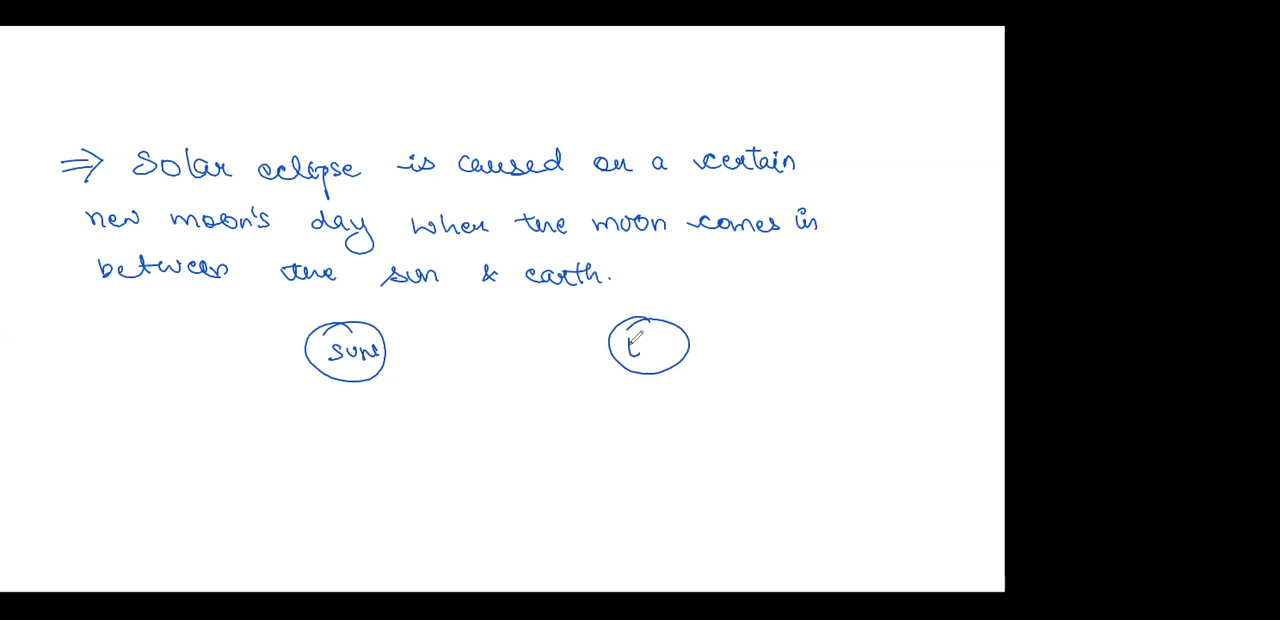 ⇒ Solar eclipse is caused on a certain
new moon's day when the moon comes in
between the sun & earth.
sun